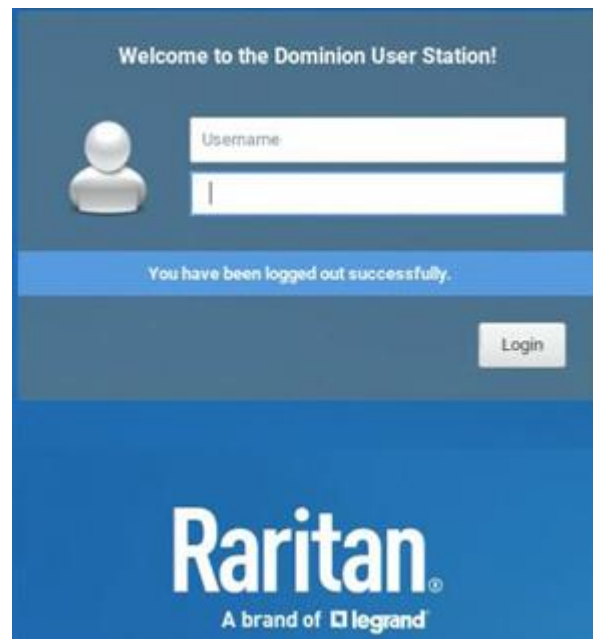 Welcome to the Dominion User Station!
Username
You have been logged out successfully.
Login
Raritan®
A brand of legrand®